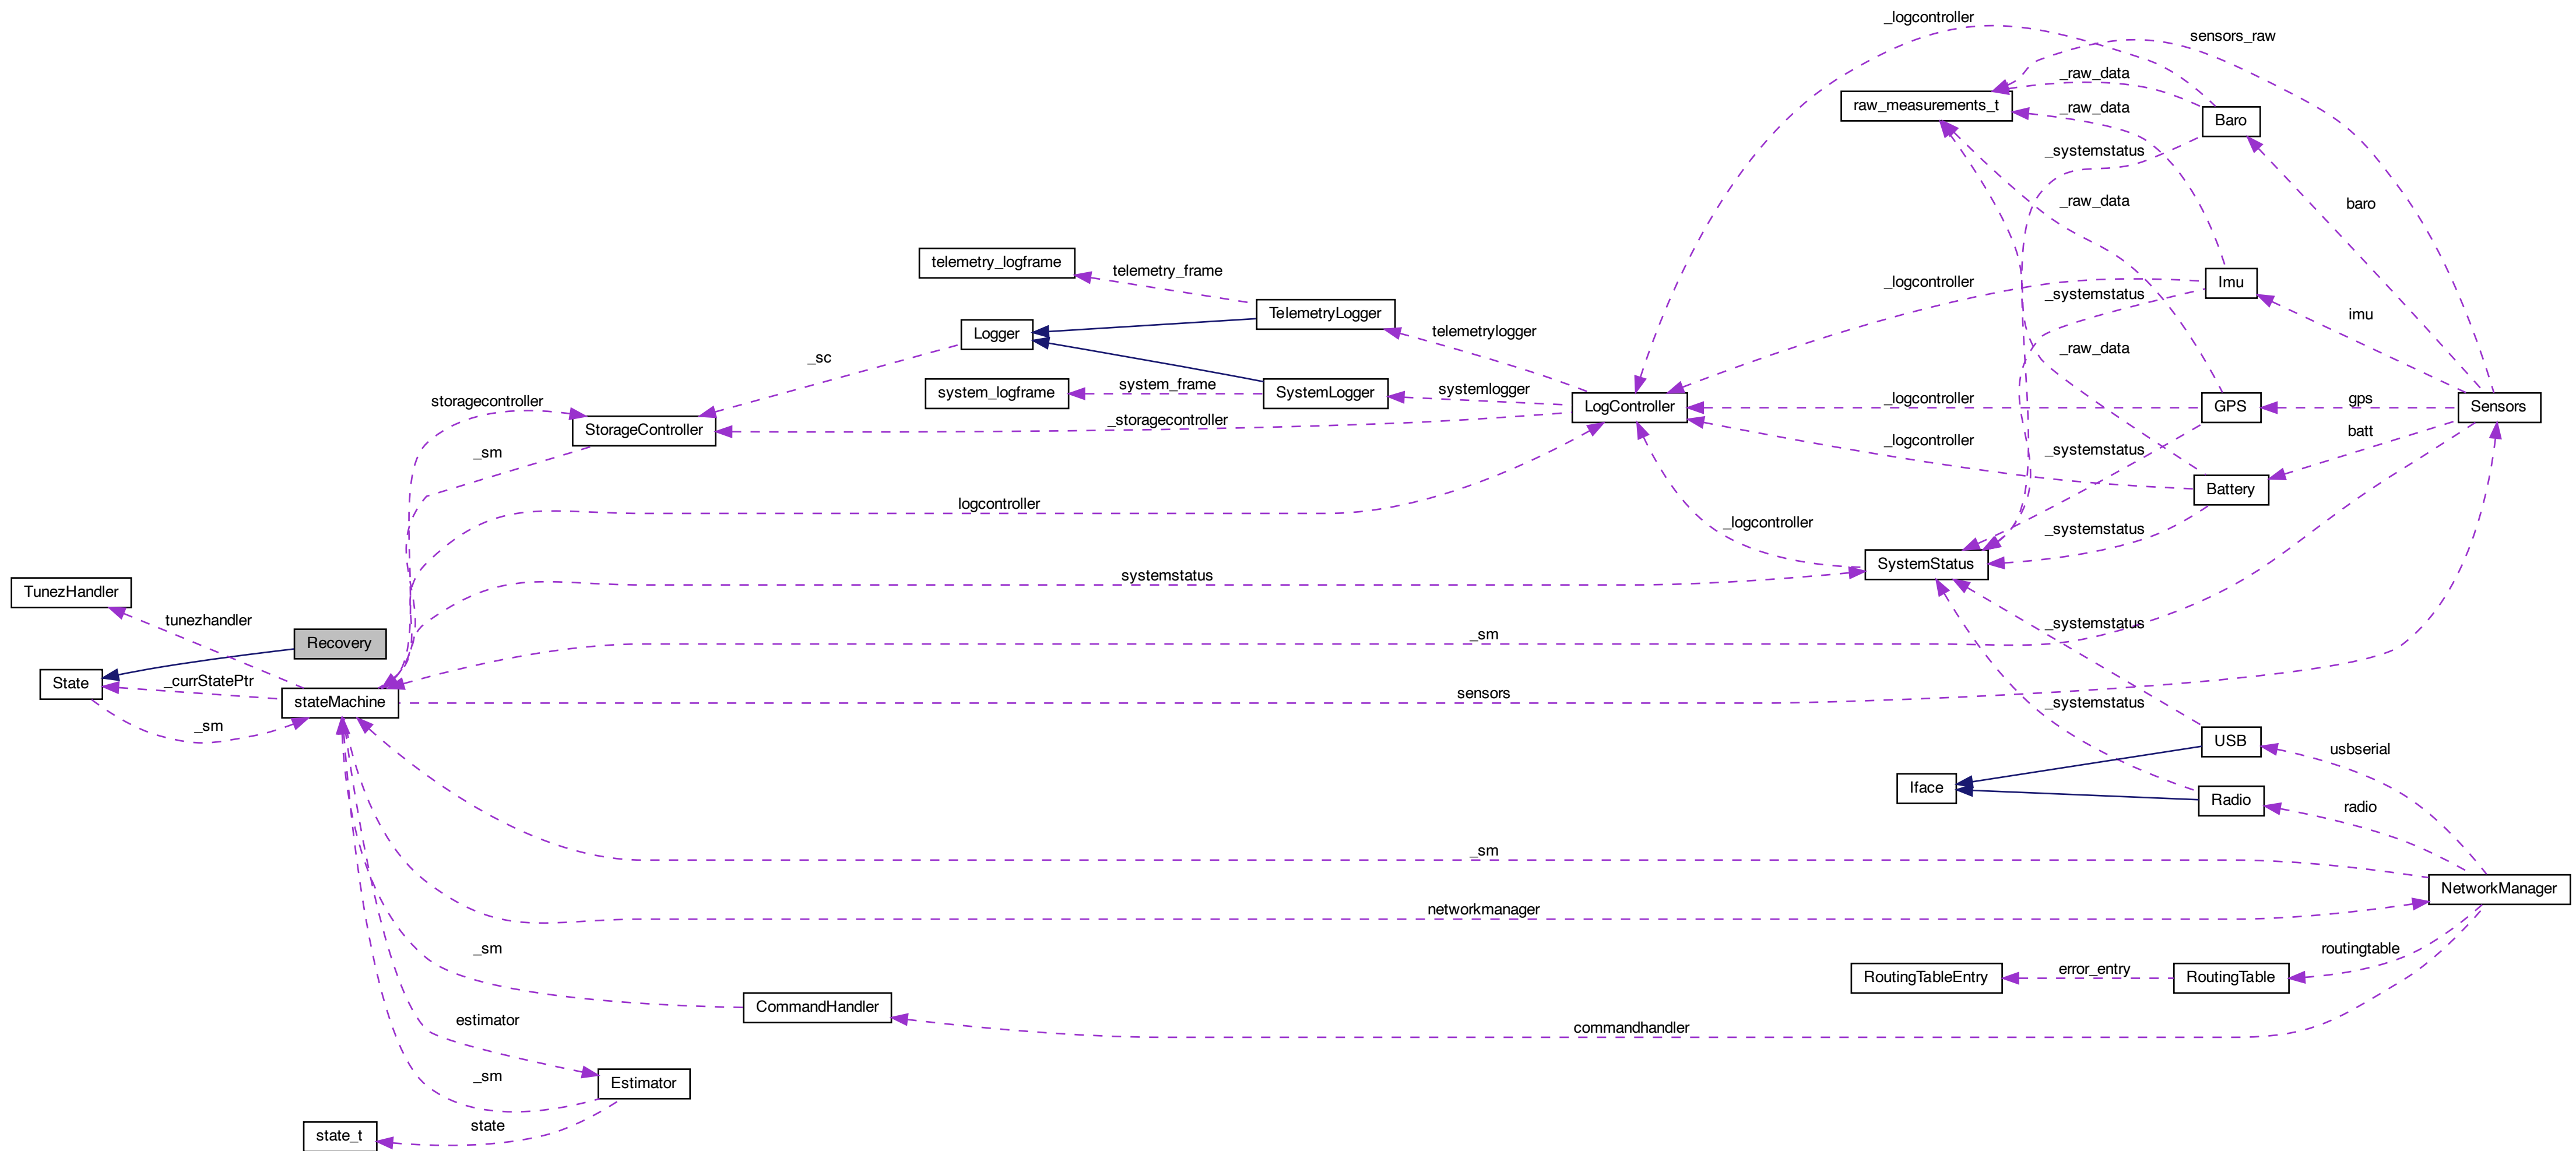 _logcontroller
sensors_raw
_raw_data
raw_measurements_t
_raw_data
Baro
_systemstatus
_raw_data
baro
telemetry_logframe
telemetry_frame
_logcontroller
Imu
_systemstatus
TelemetryLogger
imu
Logger
telemetrylogger
_raw_data
_sc
system_logframe
system_frame
SystemLogger
systemlogger
storagecontroller
LogController
_logcontroller
GPS
gps
Sensors
StorageController
_storagecontroller
batt
_logcontroller
_sm
_systemstatus
Battery
logcontroller
_logcontroller
_systemstatus
SystemStatus
systemstatus
TunezHandler
tunezhandler
_systemstatus
Recovery
_sm
State
_currStatePtr
sensors
stateMachine
_systemstatus
_sm
USB
usbserial
Iface
Radio
radio
_sm
NetworkManager
networkmanager
_sm
routingtable
RoutingTableEntry
error_entry
RoutingTable
CommandHandler
estimator
commandhandler
_sm
Estimator
state
state_t